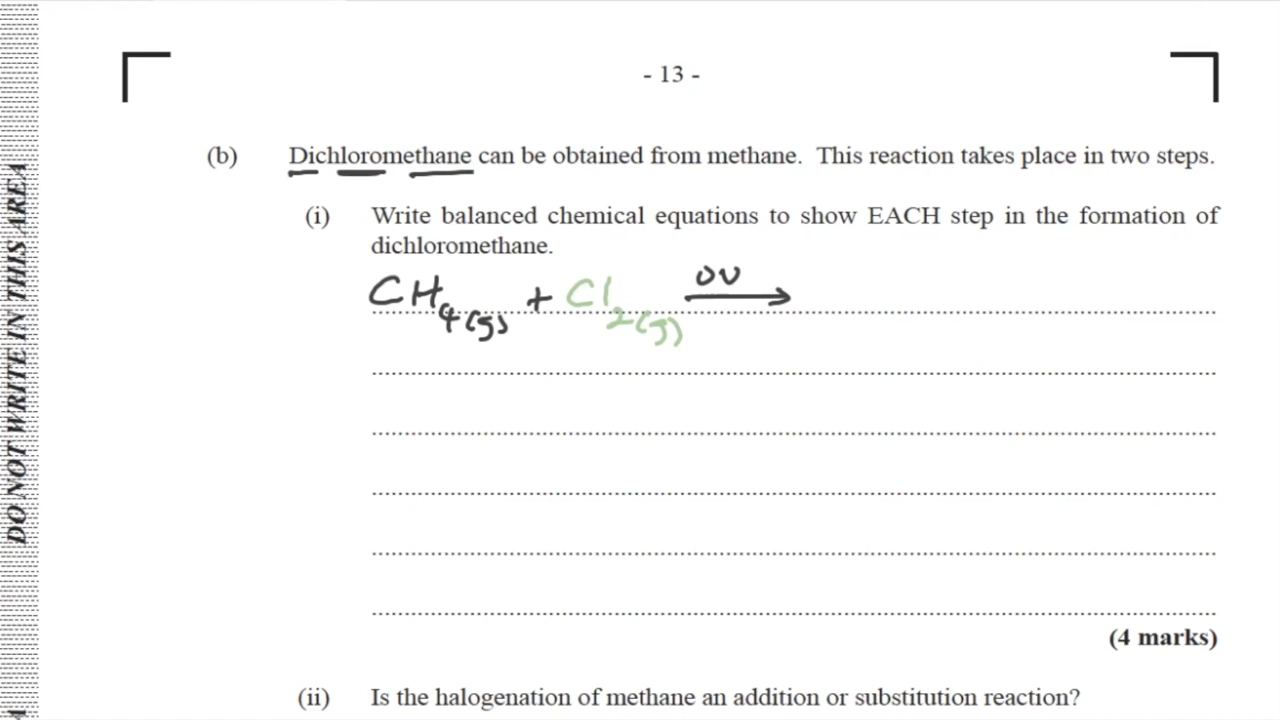 - 13 -
(b) Dichloromethane can be obtained from methane. This reaction takes place in two steps.
(i) Write balanced chemical equations to show EACH step in the formation of
dichloromethane.
UV
CH4(g) + Cl2(g) →
(4 marks)
(ii) Is the halogenation of methane an addition or substitution reaction?
DO NOT WRITE IN THIS AREA